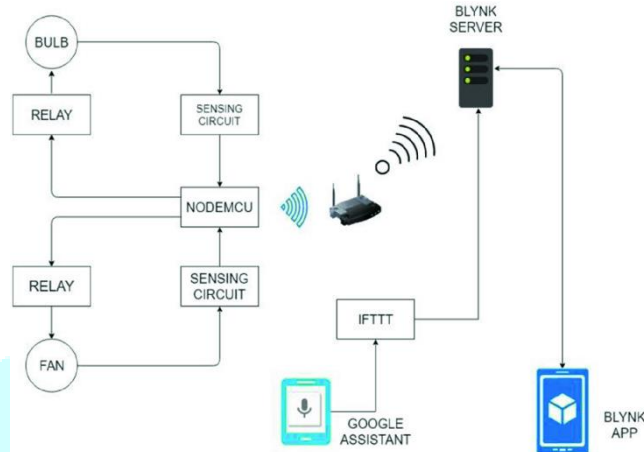 BULB
BLYNK
SERVER
RELAY
SENSING
CIRCUIT
NODEMCU
RELAY
SENSING
CIRCUIT
IFTTT
FAN
GOOGLE
ASSISTANT
BLYNK
APP